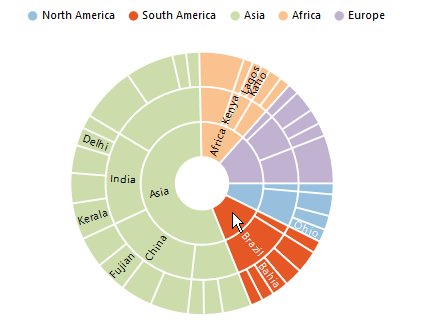 North America South America Asia Africa Europe
Lagos
Kano
Kenya
Africa
Delhi
India
Asia
Kerala
Ohio
Brazil
China
Fujian
Bahia